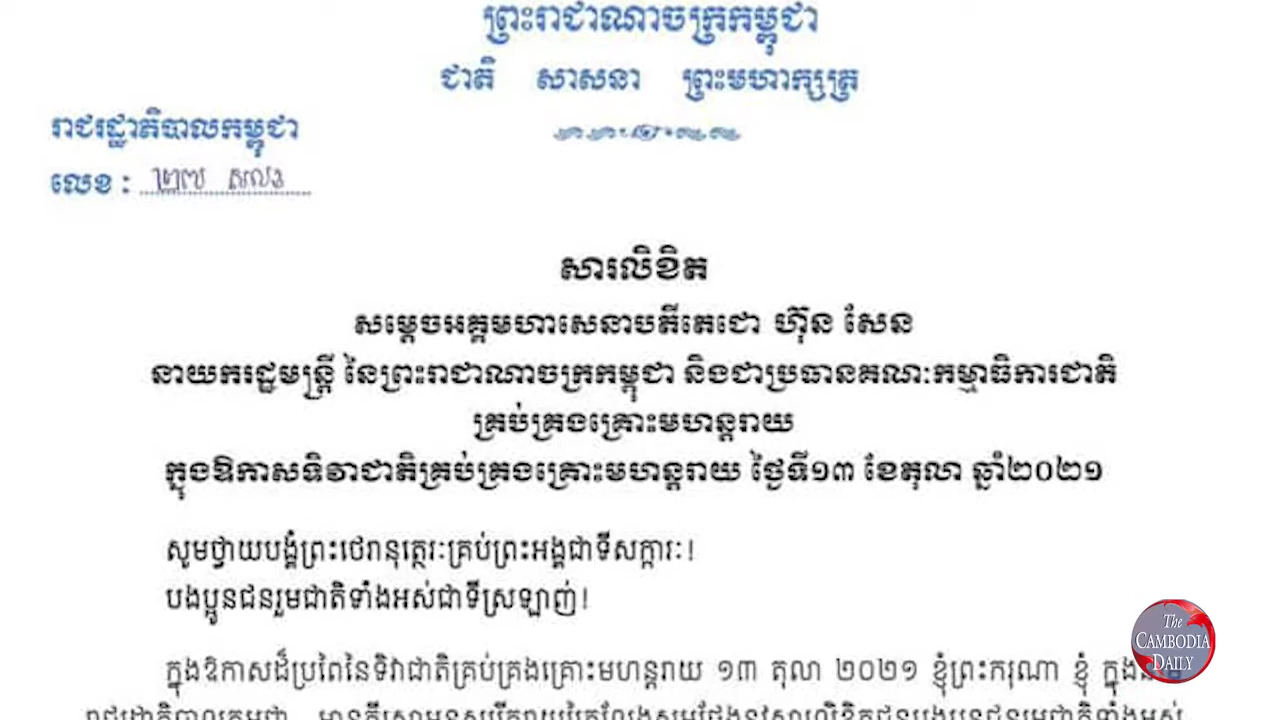 ព្រះរាជាណាចក្រកម្ពុជា
ជាតិ សាសនា ព្រះមហាក្សត្រ
រាជរដ្ឋាភិបាលកម្ពុជា
លេខ : ២៧ សលខ
សារលិខិត
សម្តេចអគ្គមហាសេនាបតីតេជោ ហ៊ុន សែន
នាយករដ្ឋមន្ត្រី នៃព្រះរាជាណាចក្រកម្ពុជា និងជាប្រធានគណៈកម្មាធិការជាតិ
គ្រប់គ្រងគ្រោះមហន្តរាយ
ក្នុងឱកាសទិវាជាតិគ្រប់គ្រងគ្រោះមហន្តរាយ ថ្ងៃទី១៣ ខែតុលា ឆ្នាំ២០២១
សូមថ្វាយបង្គំព្រះថេរានុត្ថេរៈគ្រប់ព្រះអង្គជាទីសក្ការៈ!
បងប្អូនជនរួមជាតិទាំងអស់ជាទីស្រឡាញ់!
ក្នុងឱកាសដ៏ប្រពៃនៃទិវាជាតិគ្រប់គ្រងគ្រោះមហន្តរាយ ១៣ តុលា ២០២១ ខ្ញុំព្រះករុណា ខ្ញុំ
The
CAMBODIA
DAILY